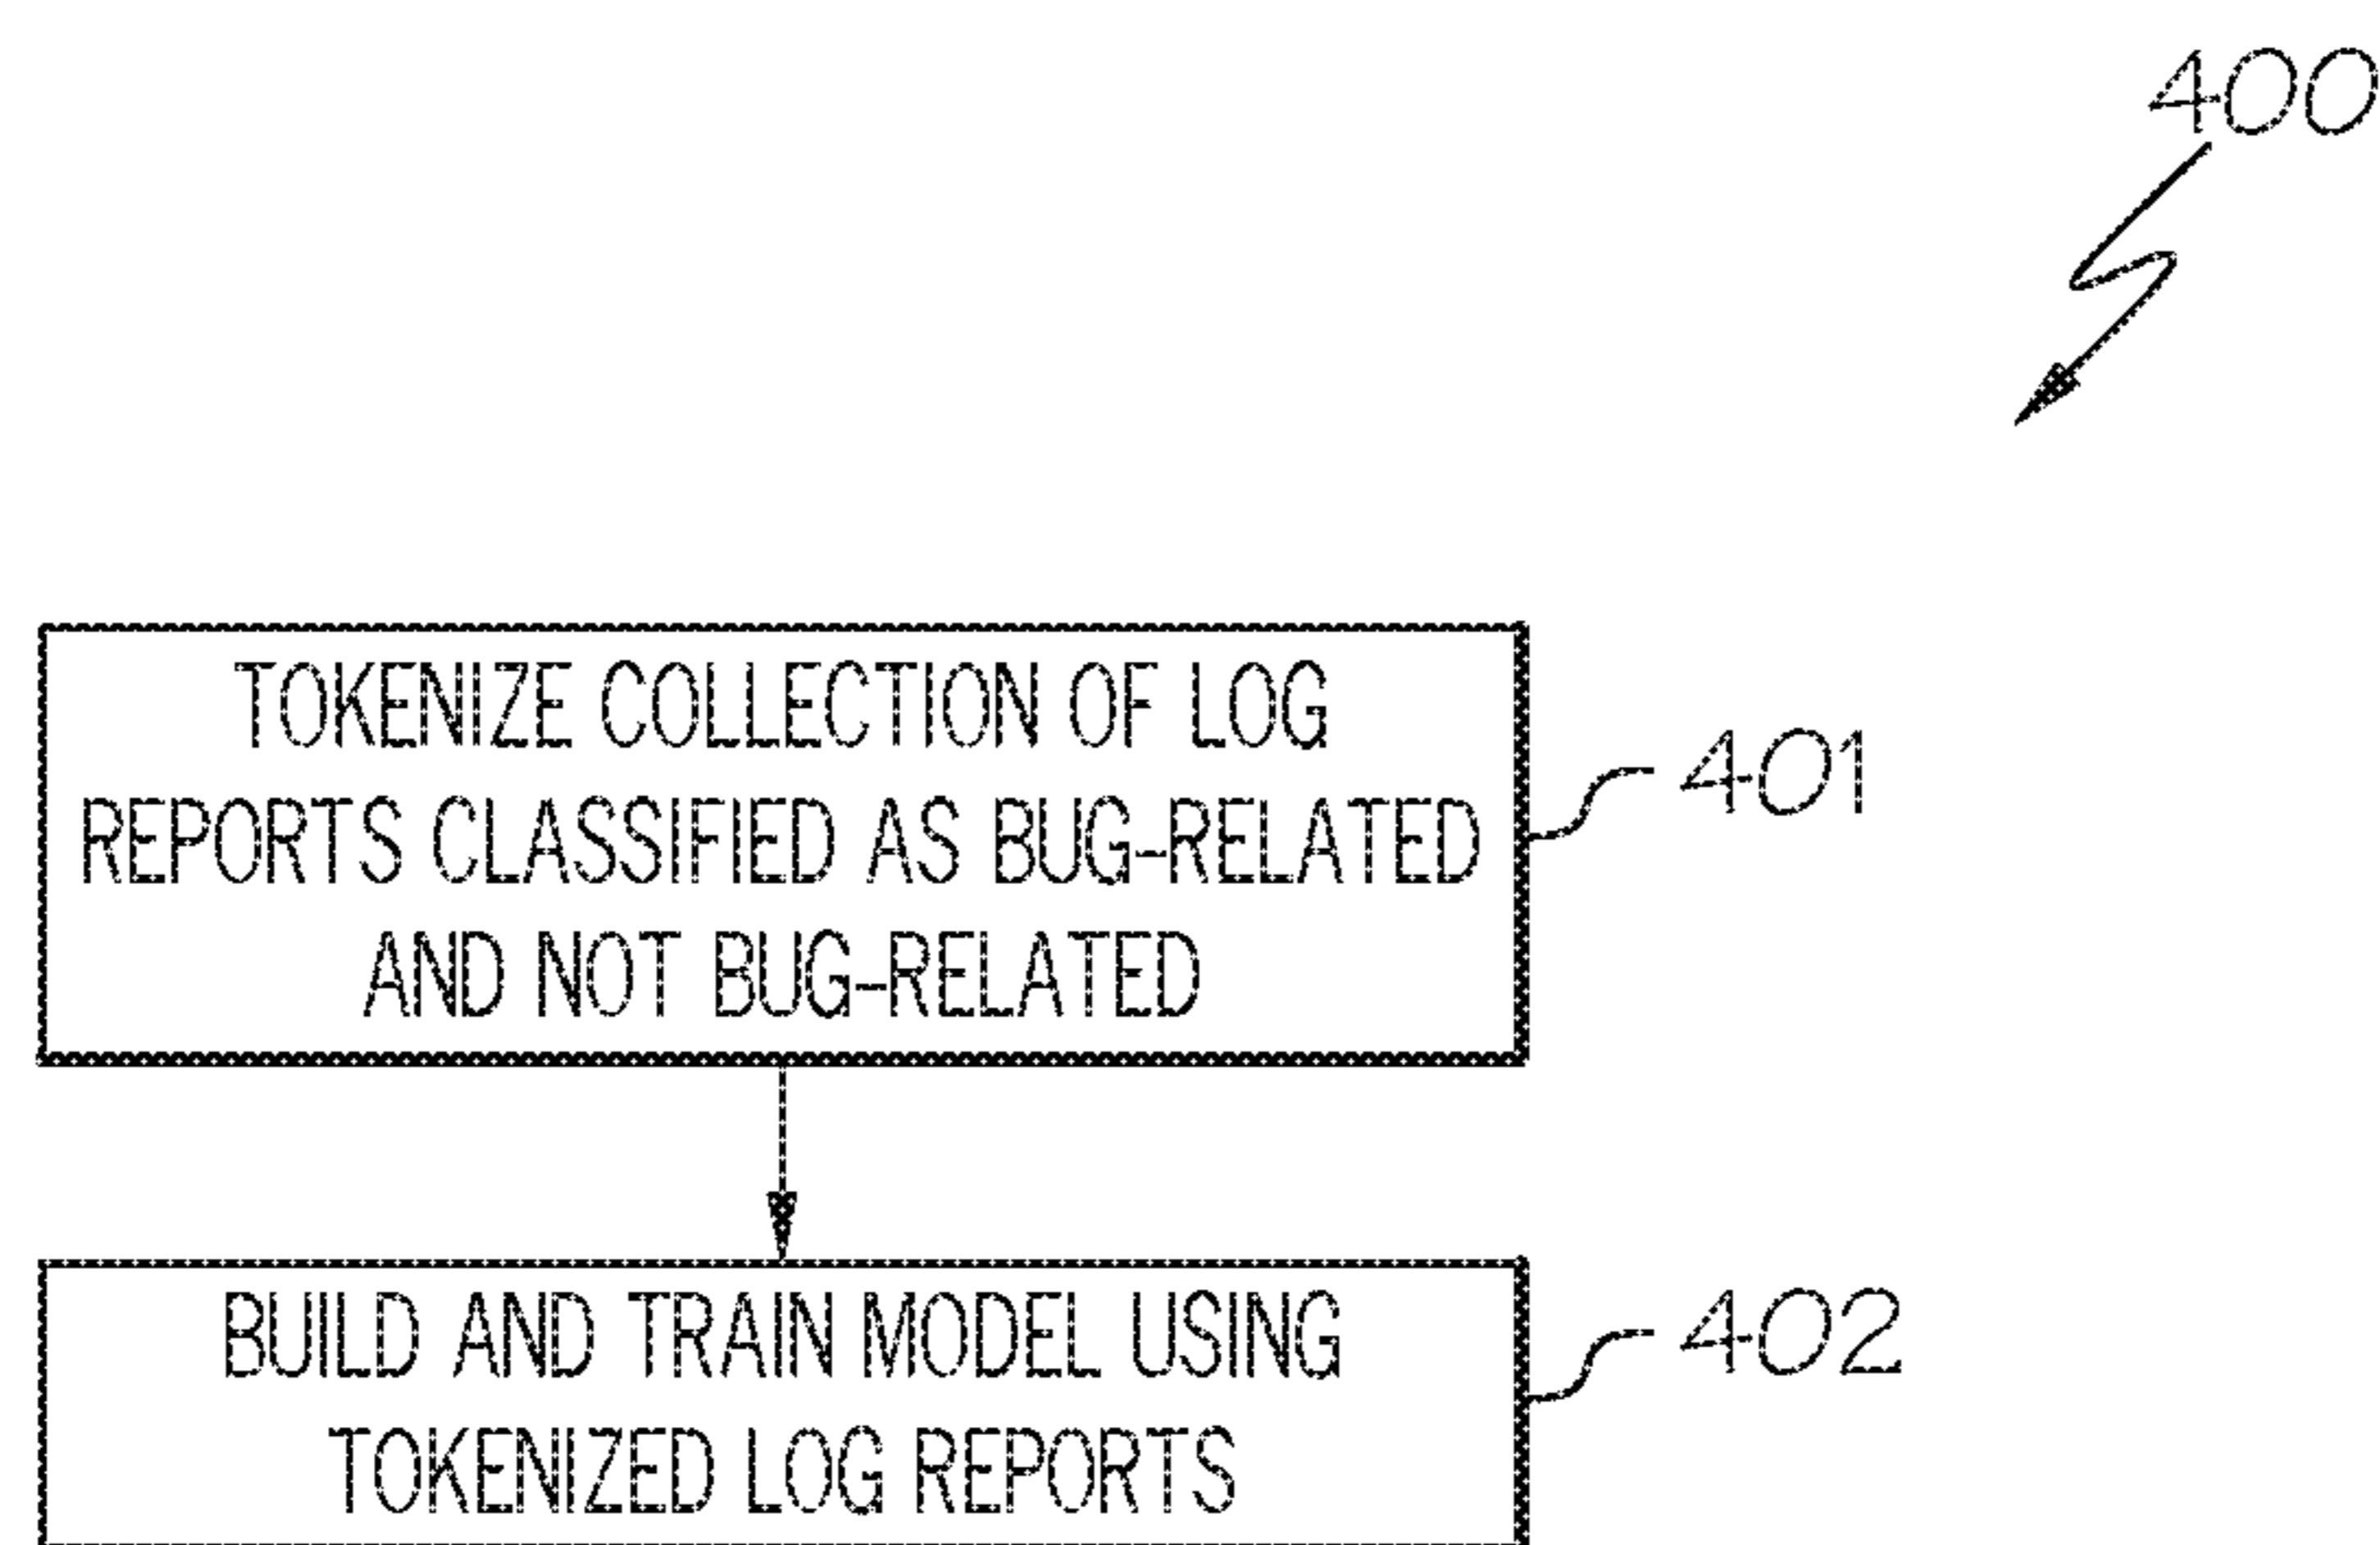 400
TOKENIZE COLLECTION OF LOG
REPORTS CLASSIFIED AS BUG-RELATED
AND NOT BUG-RELATED
401
BUILD AND TRAIN MODEL USING
TOKENIZED LOG REPORTS
402